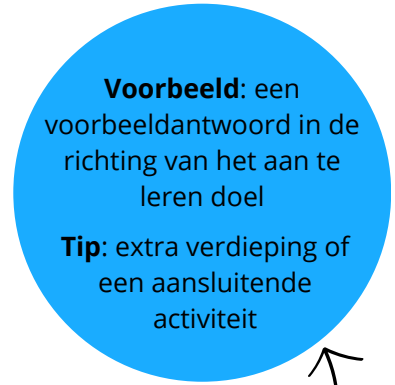 Voorbeeld: een
voorbeeldantwoord in de
richting van het aan te
leren doel
Tip: extra verdieping of
een aansluitende
activiteit